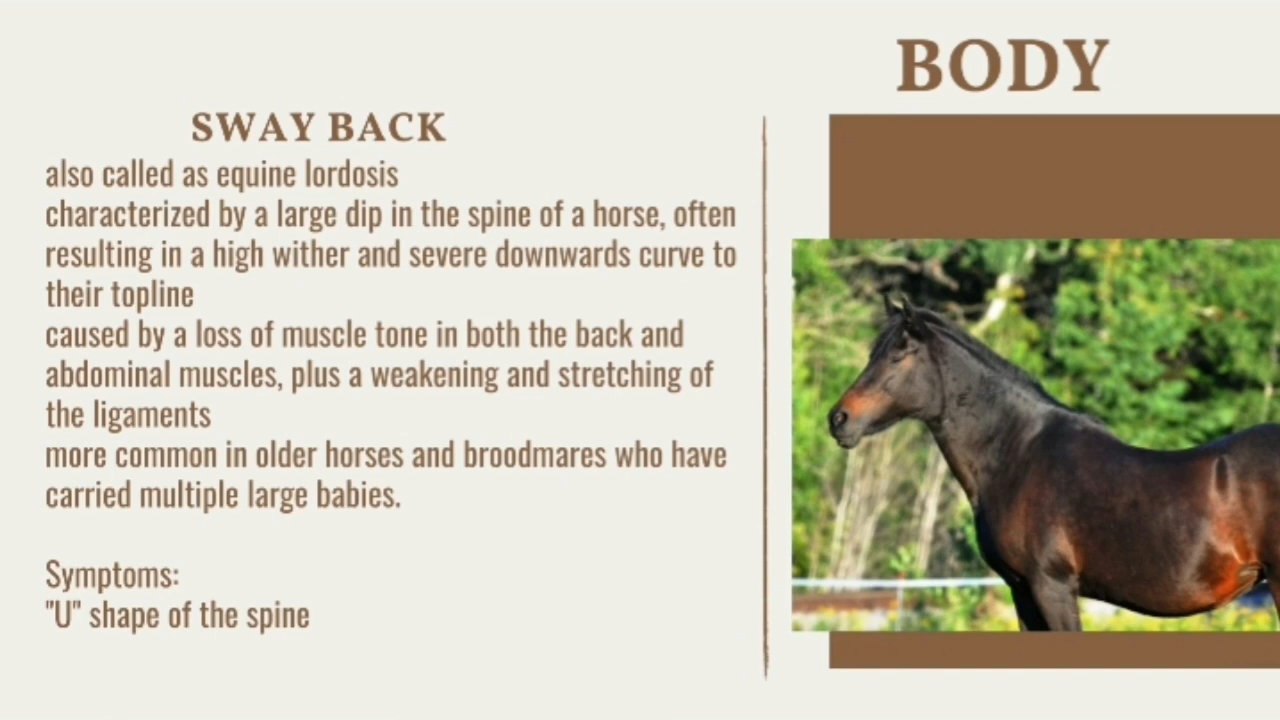 BODY
SWAY BACK
also called as equine lordosis
characterized by a large dip in the spine of a horse, often
resulting in a high wither and severe downwards curve to
their topline
caused by a loss of muscle tone in both the back and
abdominal muscles, plus a weakening and stretching of
the ligaments
more common in older horses and broodmares who have
carried multiple large babies.
Symptoms:
"U" shape of the spine